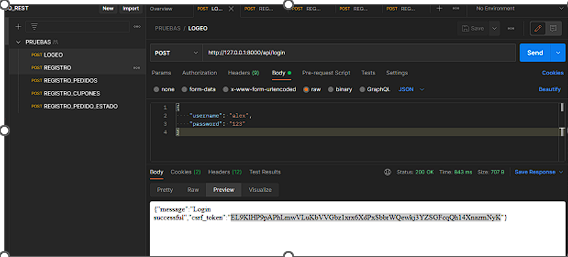 O_REST New Import Overview POST LOGEO POST REG POST REG POST REG POST REG No Environment
PRUEBAS / LOGEO Save
PRUEBAS
POST LOGEO POST http://127.0.0.1:8000/api/login Send
POST REGISTRO
POST REGISTRO_PEDIDOS Params Authorization Headers (9) Body Pre-request Script Tests Settings Cookies
POST REGISTRO_CUPONES none form-data x-www-form-urlencoded raw binary GraphQL JSON Beautify
POST REGISTRO_PEDIDO_ESTADO
1 {
2 "username": "alex",
3 "password": "123"
4 }
Body Cookies (2) Headers (12) Test Results Status: 200 OK Time: 843 ms Size: 707 B Save Response
Pretty Raw Preview Visualize
{"message":"Login
successful","csrf_token":"